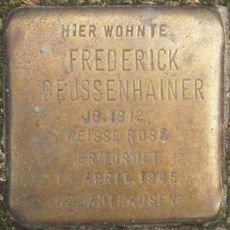 HIER WOHNTE
FREDERICK
GEUSSENHAINER
JG. 1912
WEISSE ROSE
ERMORDET
APRIL 1945
MAUTHAUSEN